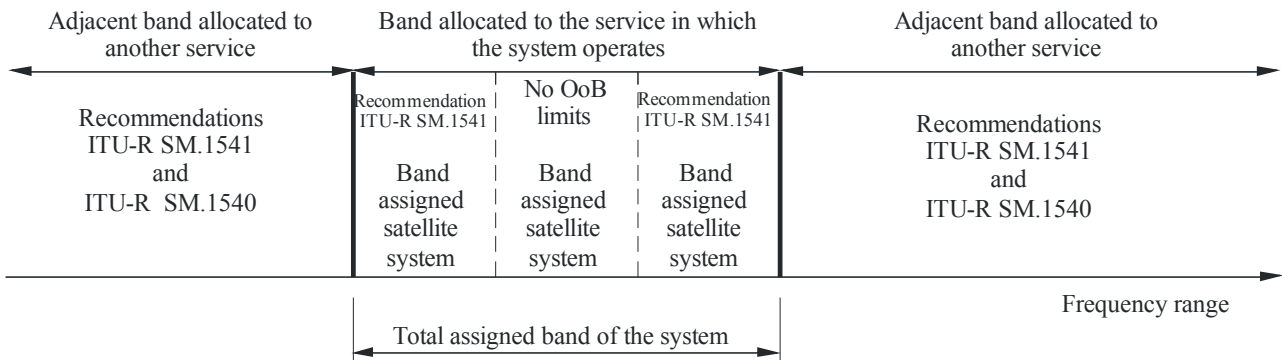 Adjacent band allocated to
another service
Band allocated to the service in which
the system operates
Adjacent band allocated to
another service
Recommendations
ITU-R SM.1541
and
ITU-R SM.1540
Recommendation
ITU-R SM.1541
No OoB
limits
Recommendation
ITU-R SM.1541
Recommendations
ITU-R SM.1541
and
ITU-R SM.1540
Band
assigned
satellite
system
Band
assigned
satellite
system
Band
assigned
satellite
system
Frequency range
Total assigned band of the system